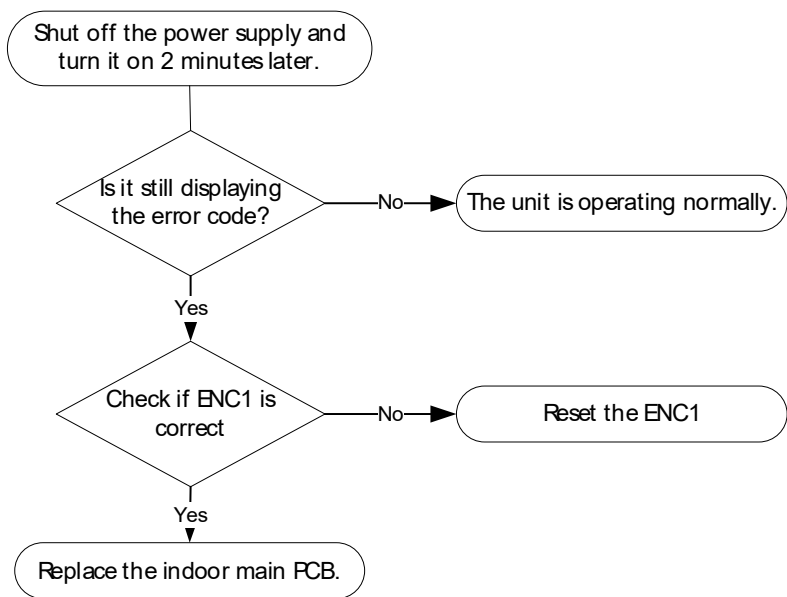 Shut off the power supply and
turn it on 2 minutes later.
Is it still displaying
the error code?
No
The unit is operating normally.
Yes
Check if ENC1 is
correct
No
Reset the ENC1
Yes
Replace the indoor main PCB.